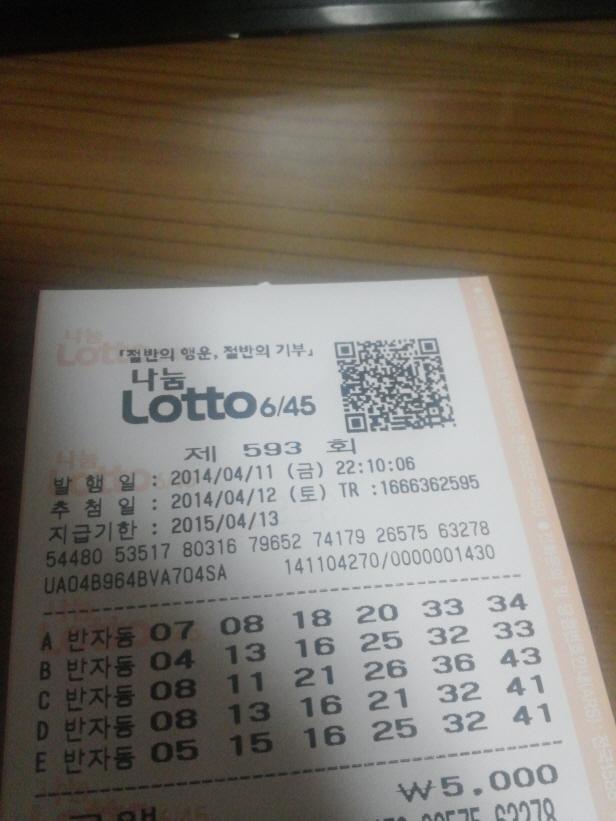 「절반의 행운, 절반의 기부」
나눔
Lotto 6/45
제 593 회
발 행 일 : 2014/04/11 (금) 22:10:06
추 첨 일 : 2014/04/12 (토) TR :1666362595
지급기한 : 2015/04/13
54480 53517 80316 79652 74179 26575 63278
UA04B964BVA704SA 141104270/0000001430
A 반자동 07 08 18 20 33 34
B 반자동 04 13 16 25 32 33
C 반자동 08 11 21 26 36 43
D 반자동 08 13 16 21 32 41
E 반자동 05 15 16 25 32 41
₩5,000